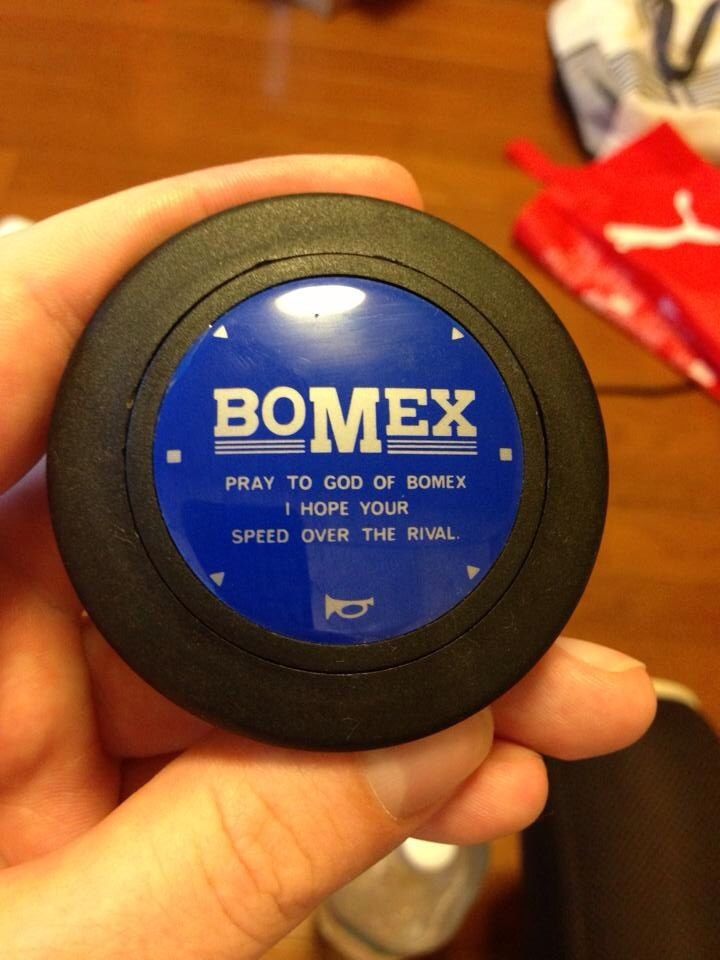 BOMEX
PRAY TO GOD OF BOMEX
I HOPE YOUR
SPEED OVER THE RIVAL.